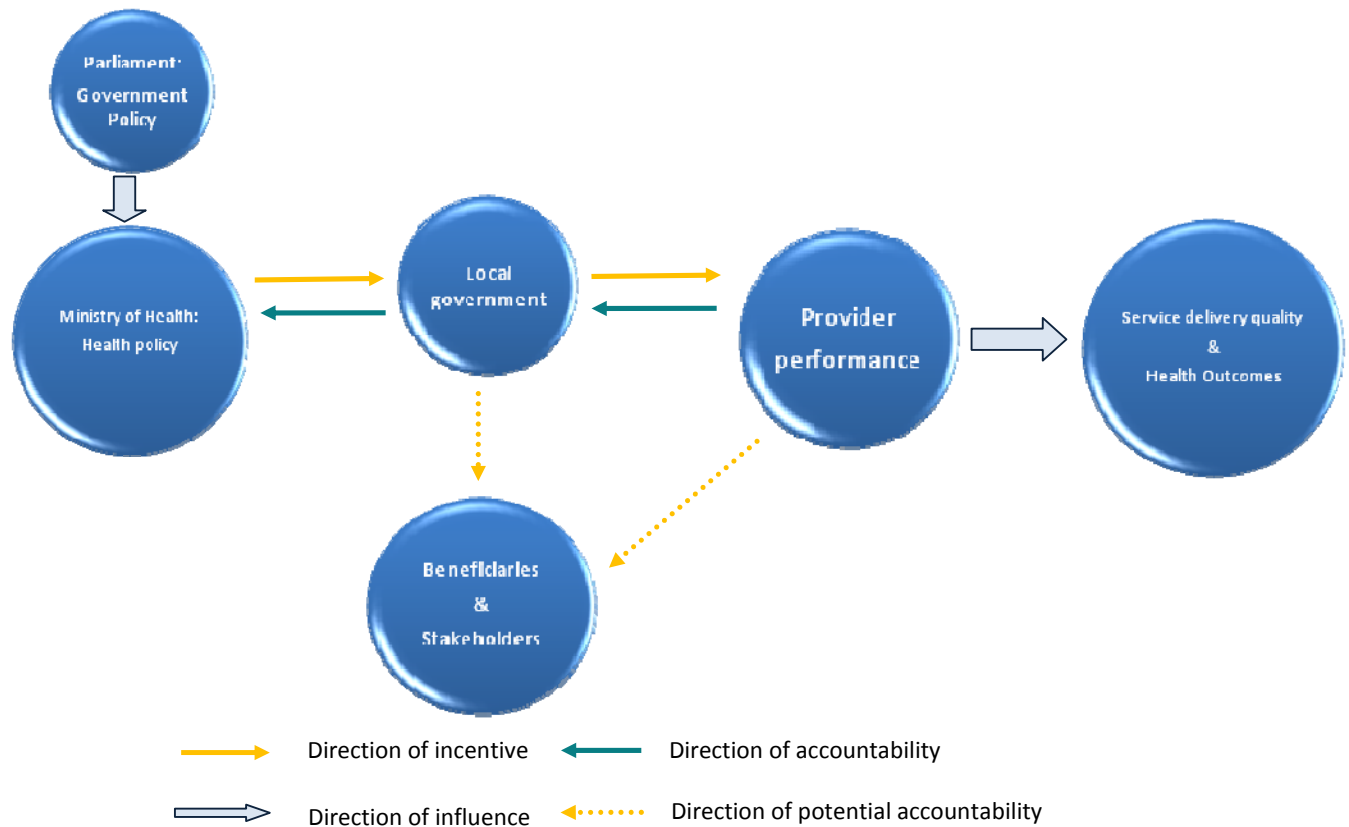 Parliament:
Government
Policy
Ministry of Health:
Health policy
Local
government
Provider
performance
Service delivery quality
&
Health Outcomes
Beneficiaries
&
Stakeholders
Direction of incentive
Direction of accountability
Direction of influence
Direction of potential accountability